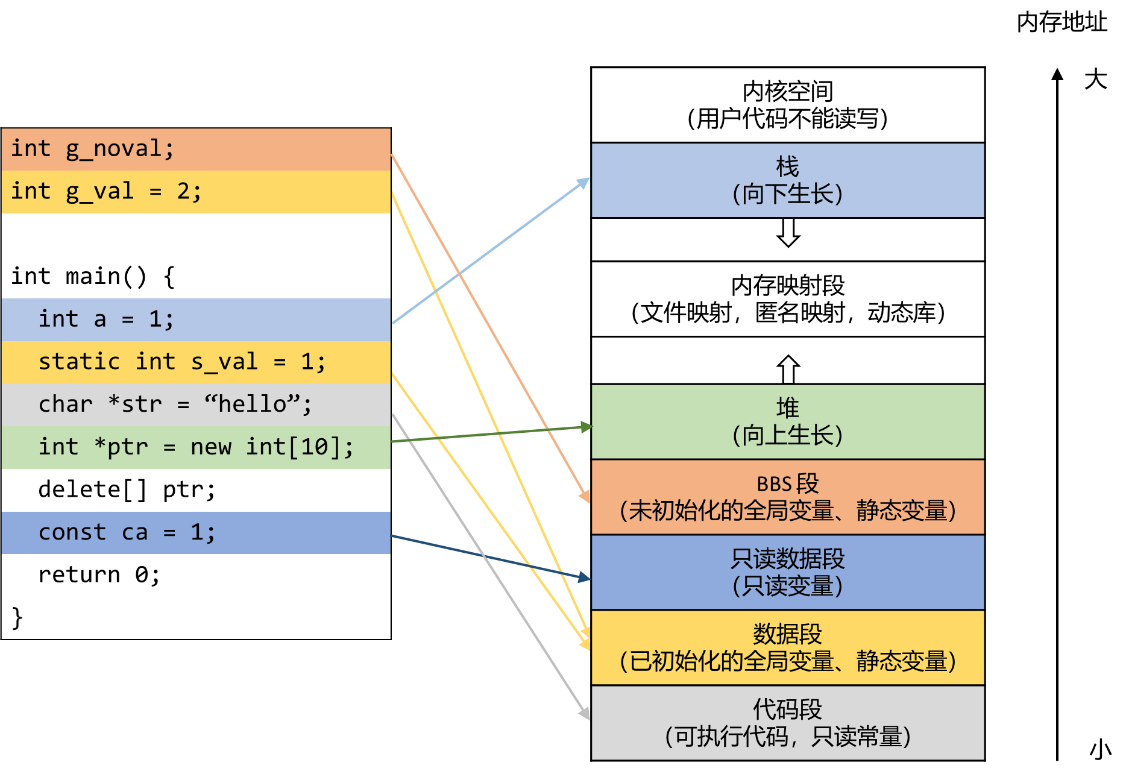 内存地址
大
内核空间
（用户代码不能读写）
int g_noval;
int g_val = 2;
int main() {
int a = 1;
static int s_val = 1;
char *str = “hello”;
int *ptr = new int[10];
delete[] ptr;
const ca = 1;
return 0;
}
栈
（向下生长）
内存映射段
（文件映射，匿名映射，动态库）
堆
（向上生长）
BBS 段
（未初始化的全局变量、静态变量）
只读数据段
（只读变量）
数据段
（已初始化的全局变量、静态变量）
代码段
（可执行代码，只读常量）
小